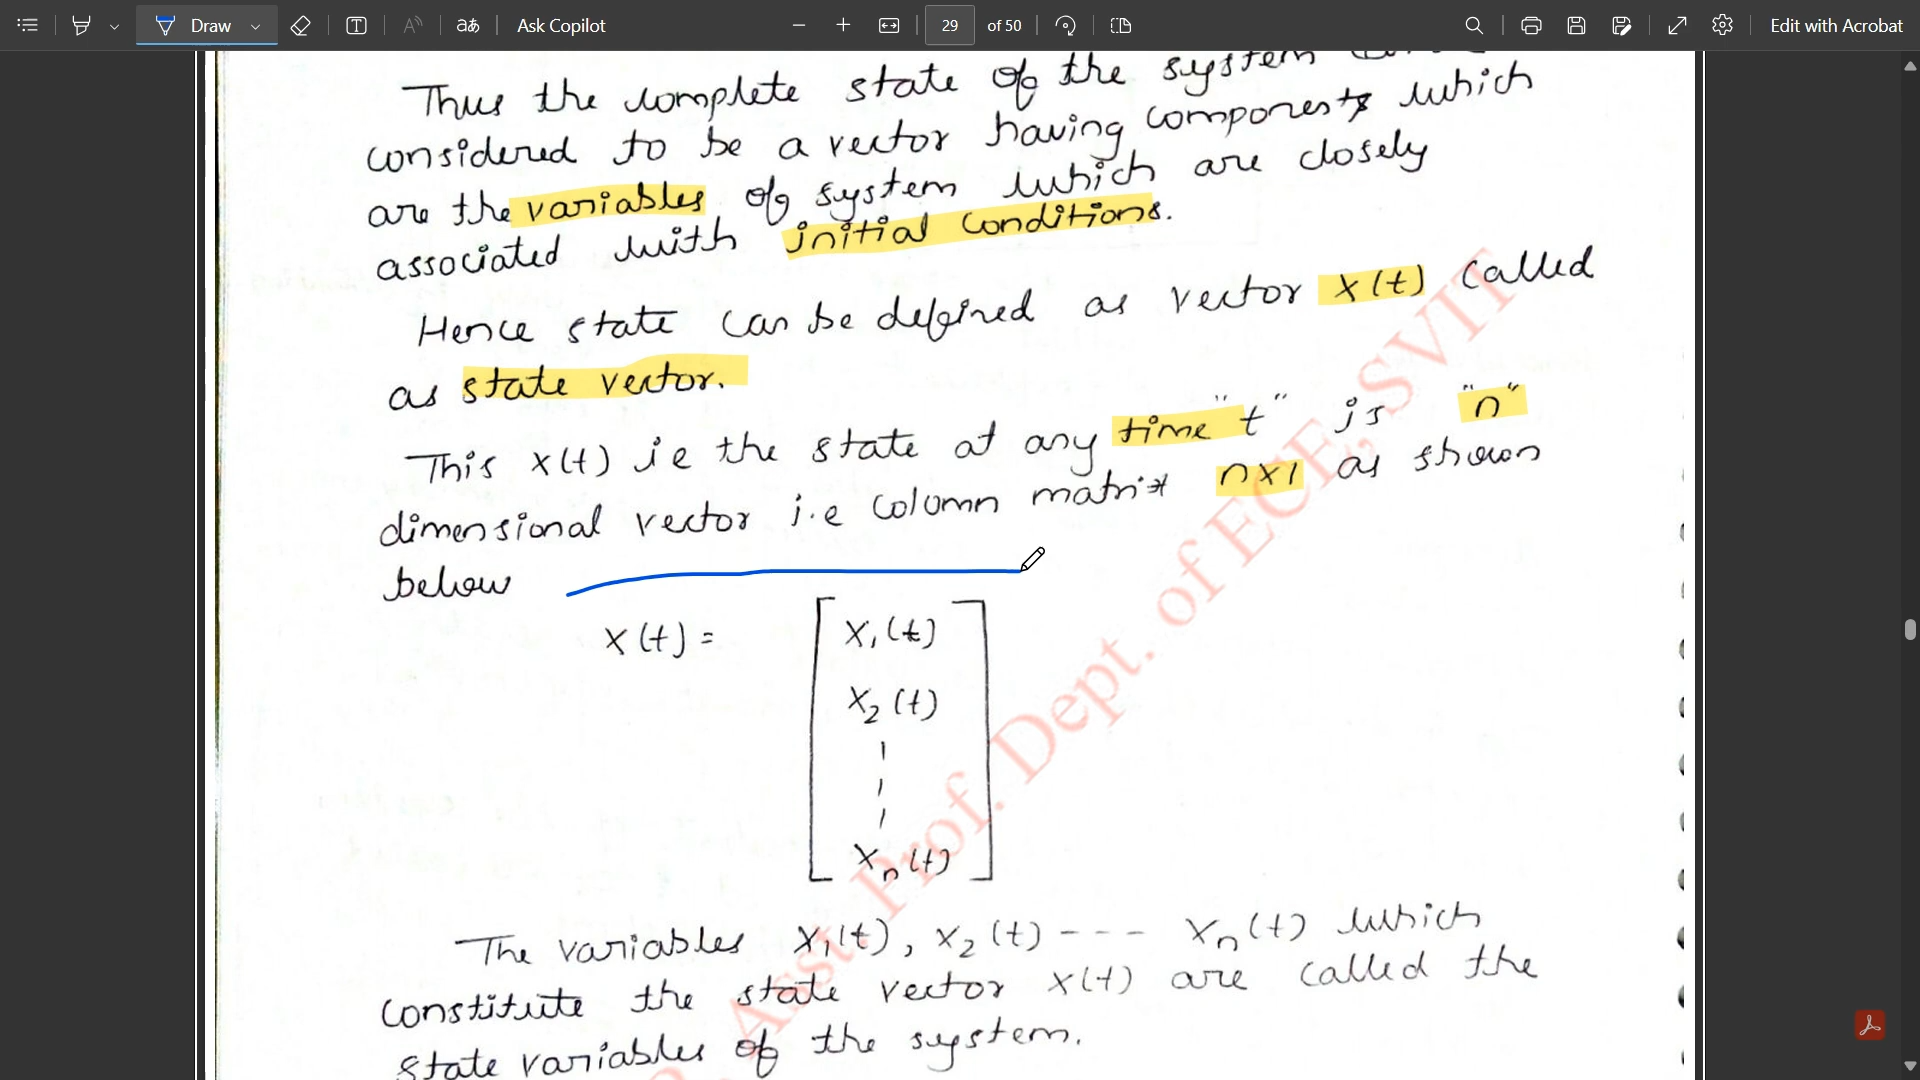 Draw
Ask Copilot
29 of 50
Edit with Acrobat
Thus the complete state of the system
considered to be a vector having components which
are the variables of system which are closely
associated with initial conditions.
Hence state can be defined as vector X(t) called
as state vector.
This X(t) ie the state at any time "t" is "n"
dimensional vector i.e column matrix nX1 as shown
below
X(t) =
X1(t)
X2(t)
Xn(t)
The variables X1(t), X2(t) --- Xn(t) which
constitute the state vector X(t) are called the
state variables of the system.
Asst. Prof. Dept. of ECE, SVIT